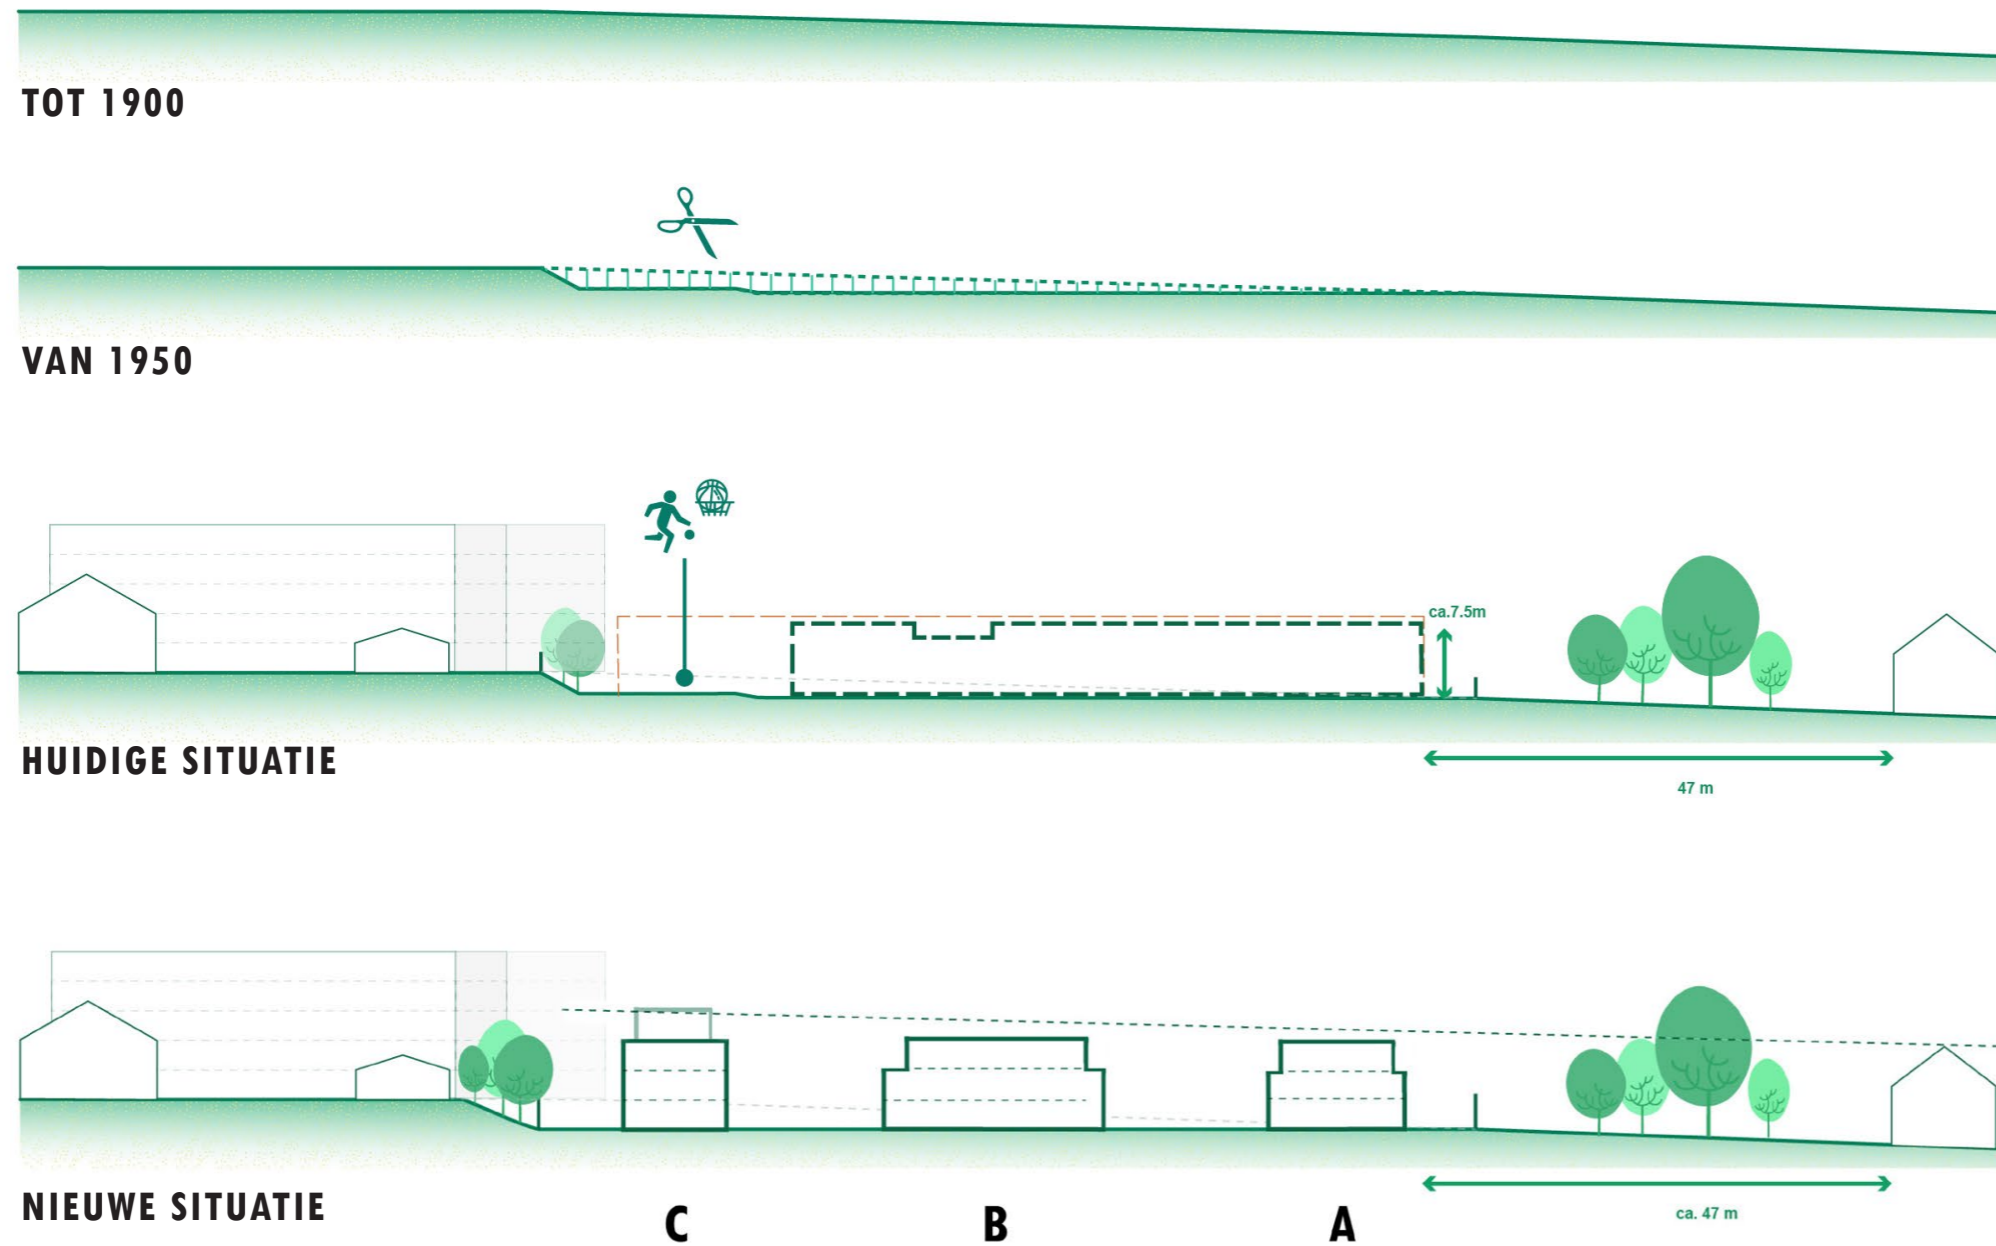 TOT 1900
VAN 1950
ca.7.5m
HUIDIGE SITUATIE
47 m
NIEUWE SITUATIE
C
B
A
ca. 47 m